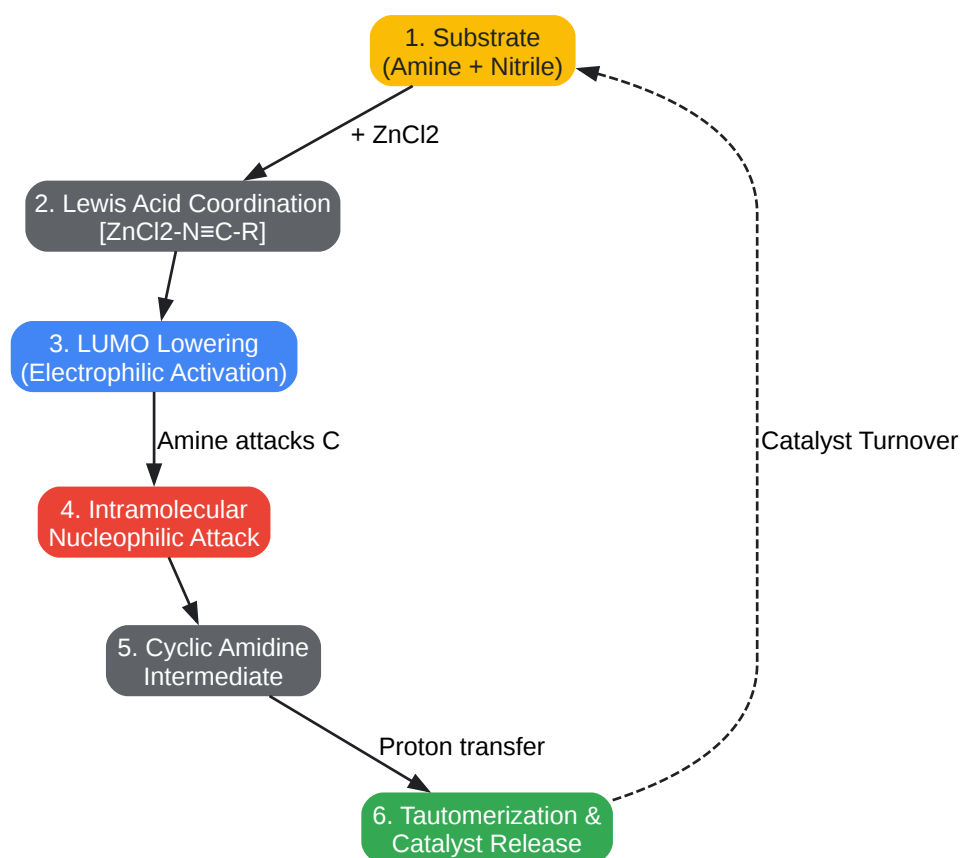 1. Substrate
(Amine + Nitrile)
+ ZnCl2
2. Lewis Acid Coordination
[ZnCl2-N≡C-R]
3. LUMO Lowering
(Electrophilic Activation)
Amine attacks C
Catalyst Turnover
4. Intramolecular
Nucleophilic Attack
5. Cyclic Amidine
Intermediate
Proton transfer
6. Tautomerization &
Catalyst Release